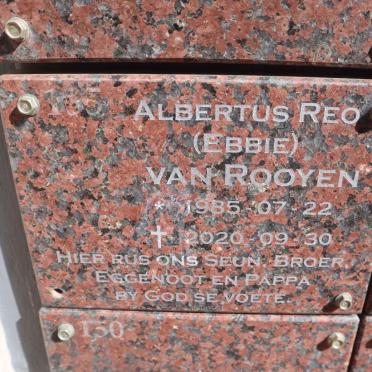 ALBERTUS REO
(EBBIE)
VAN ROOYEN
* 1985 07 22
† 2020 09 30
HIER RUS ONS SEUN, BROER,
EGGENOOT EN PAPPA
BY GOD SE VOETE.
150